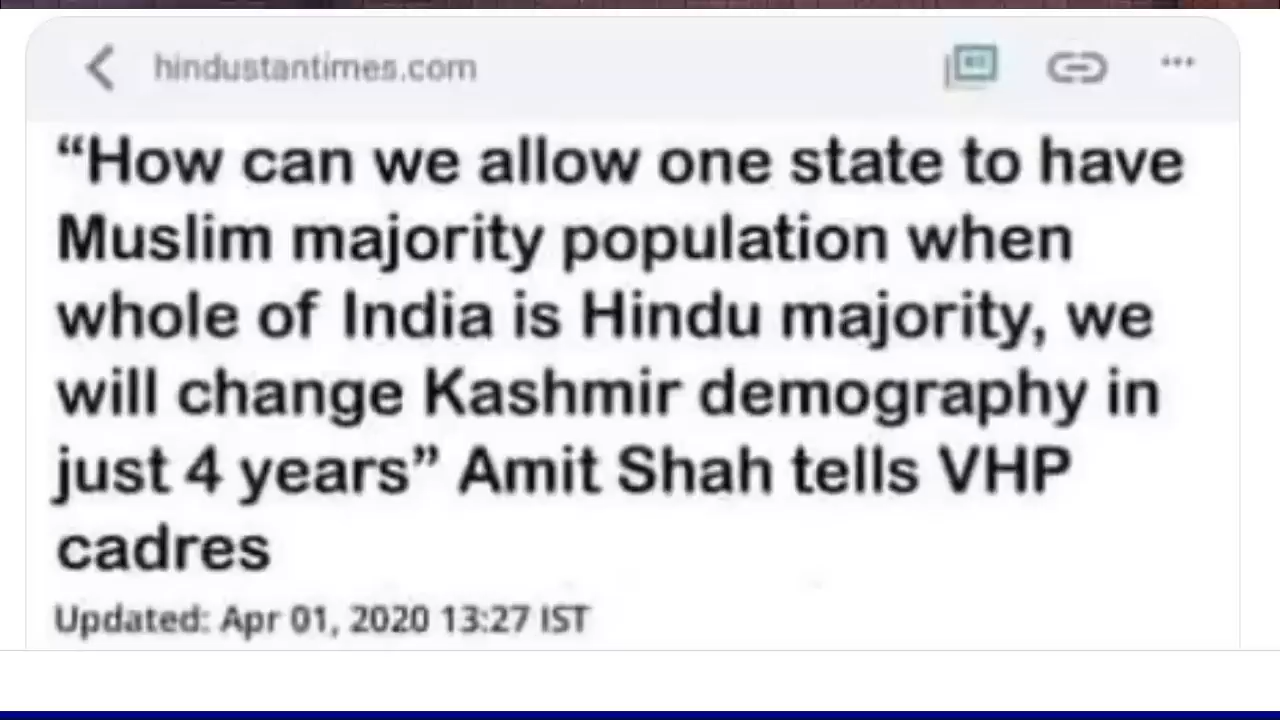 hindustantimes.com
“How can we allow one state to have
Muslim majority population when
whole of India is Hindu majority, we
will change Kashmir demography in
just 4 years” Amit Shah tells VHP
cadres
Updated: Apr 01, 2020 13:27 IST